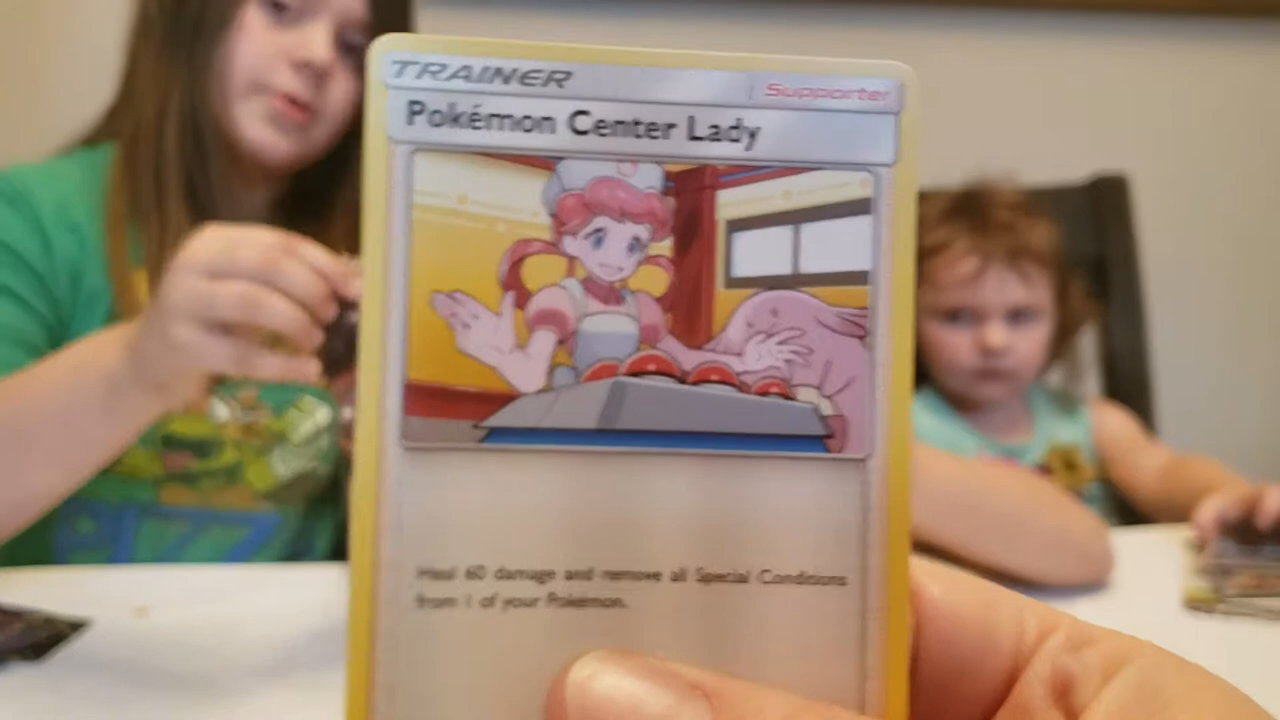 TRAINER Supporter
Pokémon Center Lady
Heal 60 damage and remove all Special Conditions
from 1 of your Pokémon.